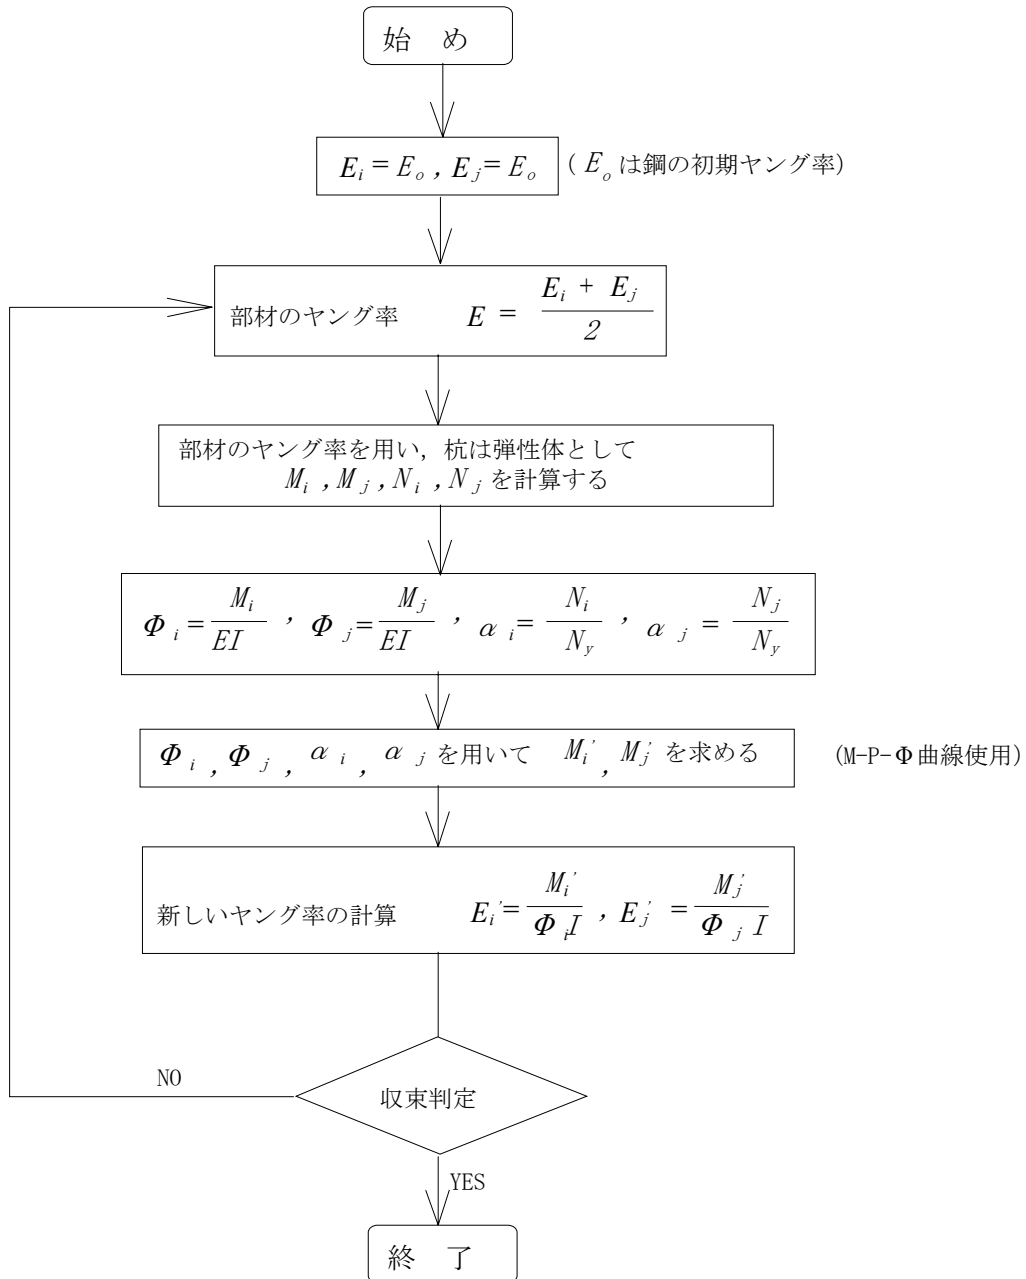 始 め
E_i = E_o , E_j = E_o ( E_o は鋼の初期ヤング率)
部材のヤング率 E = (E_i + E_j) / 2
部材のヤング率を用い，杭は弾性体として
M_i , M_j , N_i , N_j を計算する
Φ_i = M_i / EI , Φ_j = M_j / EI , α_i = N_i / N_y , α_j = N_j / N_y
Φ_i , Φ_j , α_i , α_j を用いて M_i' , M_j' を求める (M-P-Φ曲線使用)
新しいヤング率の計算 E_i' = M_i' / Φ_i I , E_j' = M_j' / Φ_j I
NO
収束判定
YES
終 了